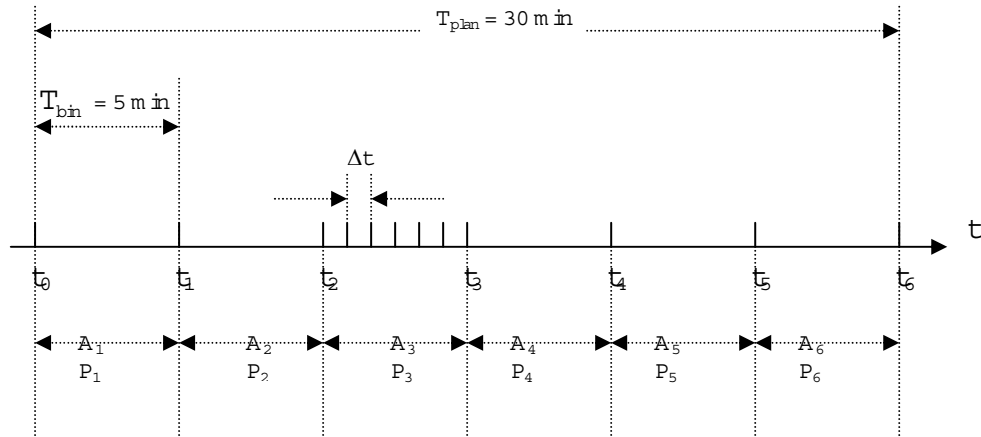 T_plan = 30 min
T_bin = 5 min
Δt
t
t_0 t_1 t_2 t_3 t_4 t_5 t_6
A_1 A_2 A_3 A_4 A_5 A_6
P_1 P_2 P_3 P_4 P_5 P_6